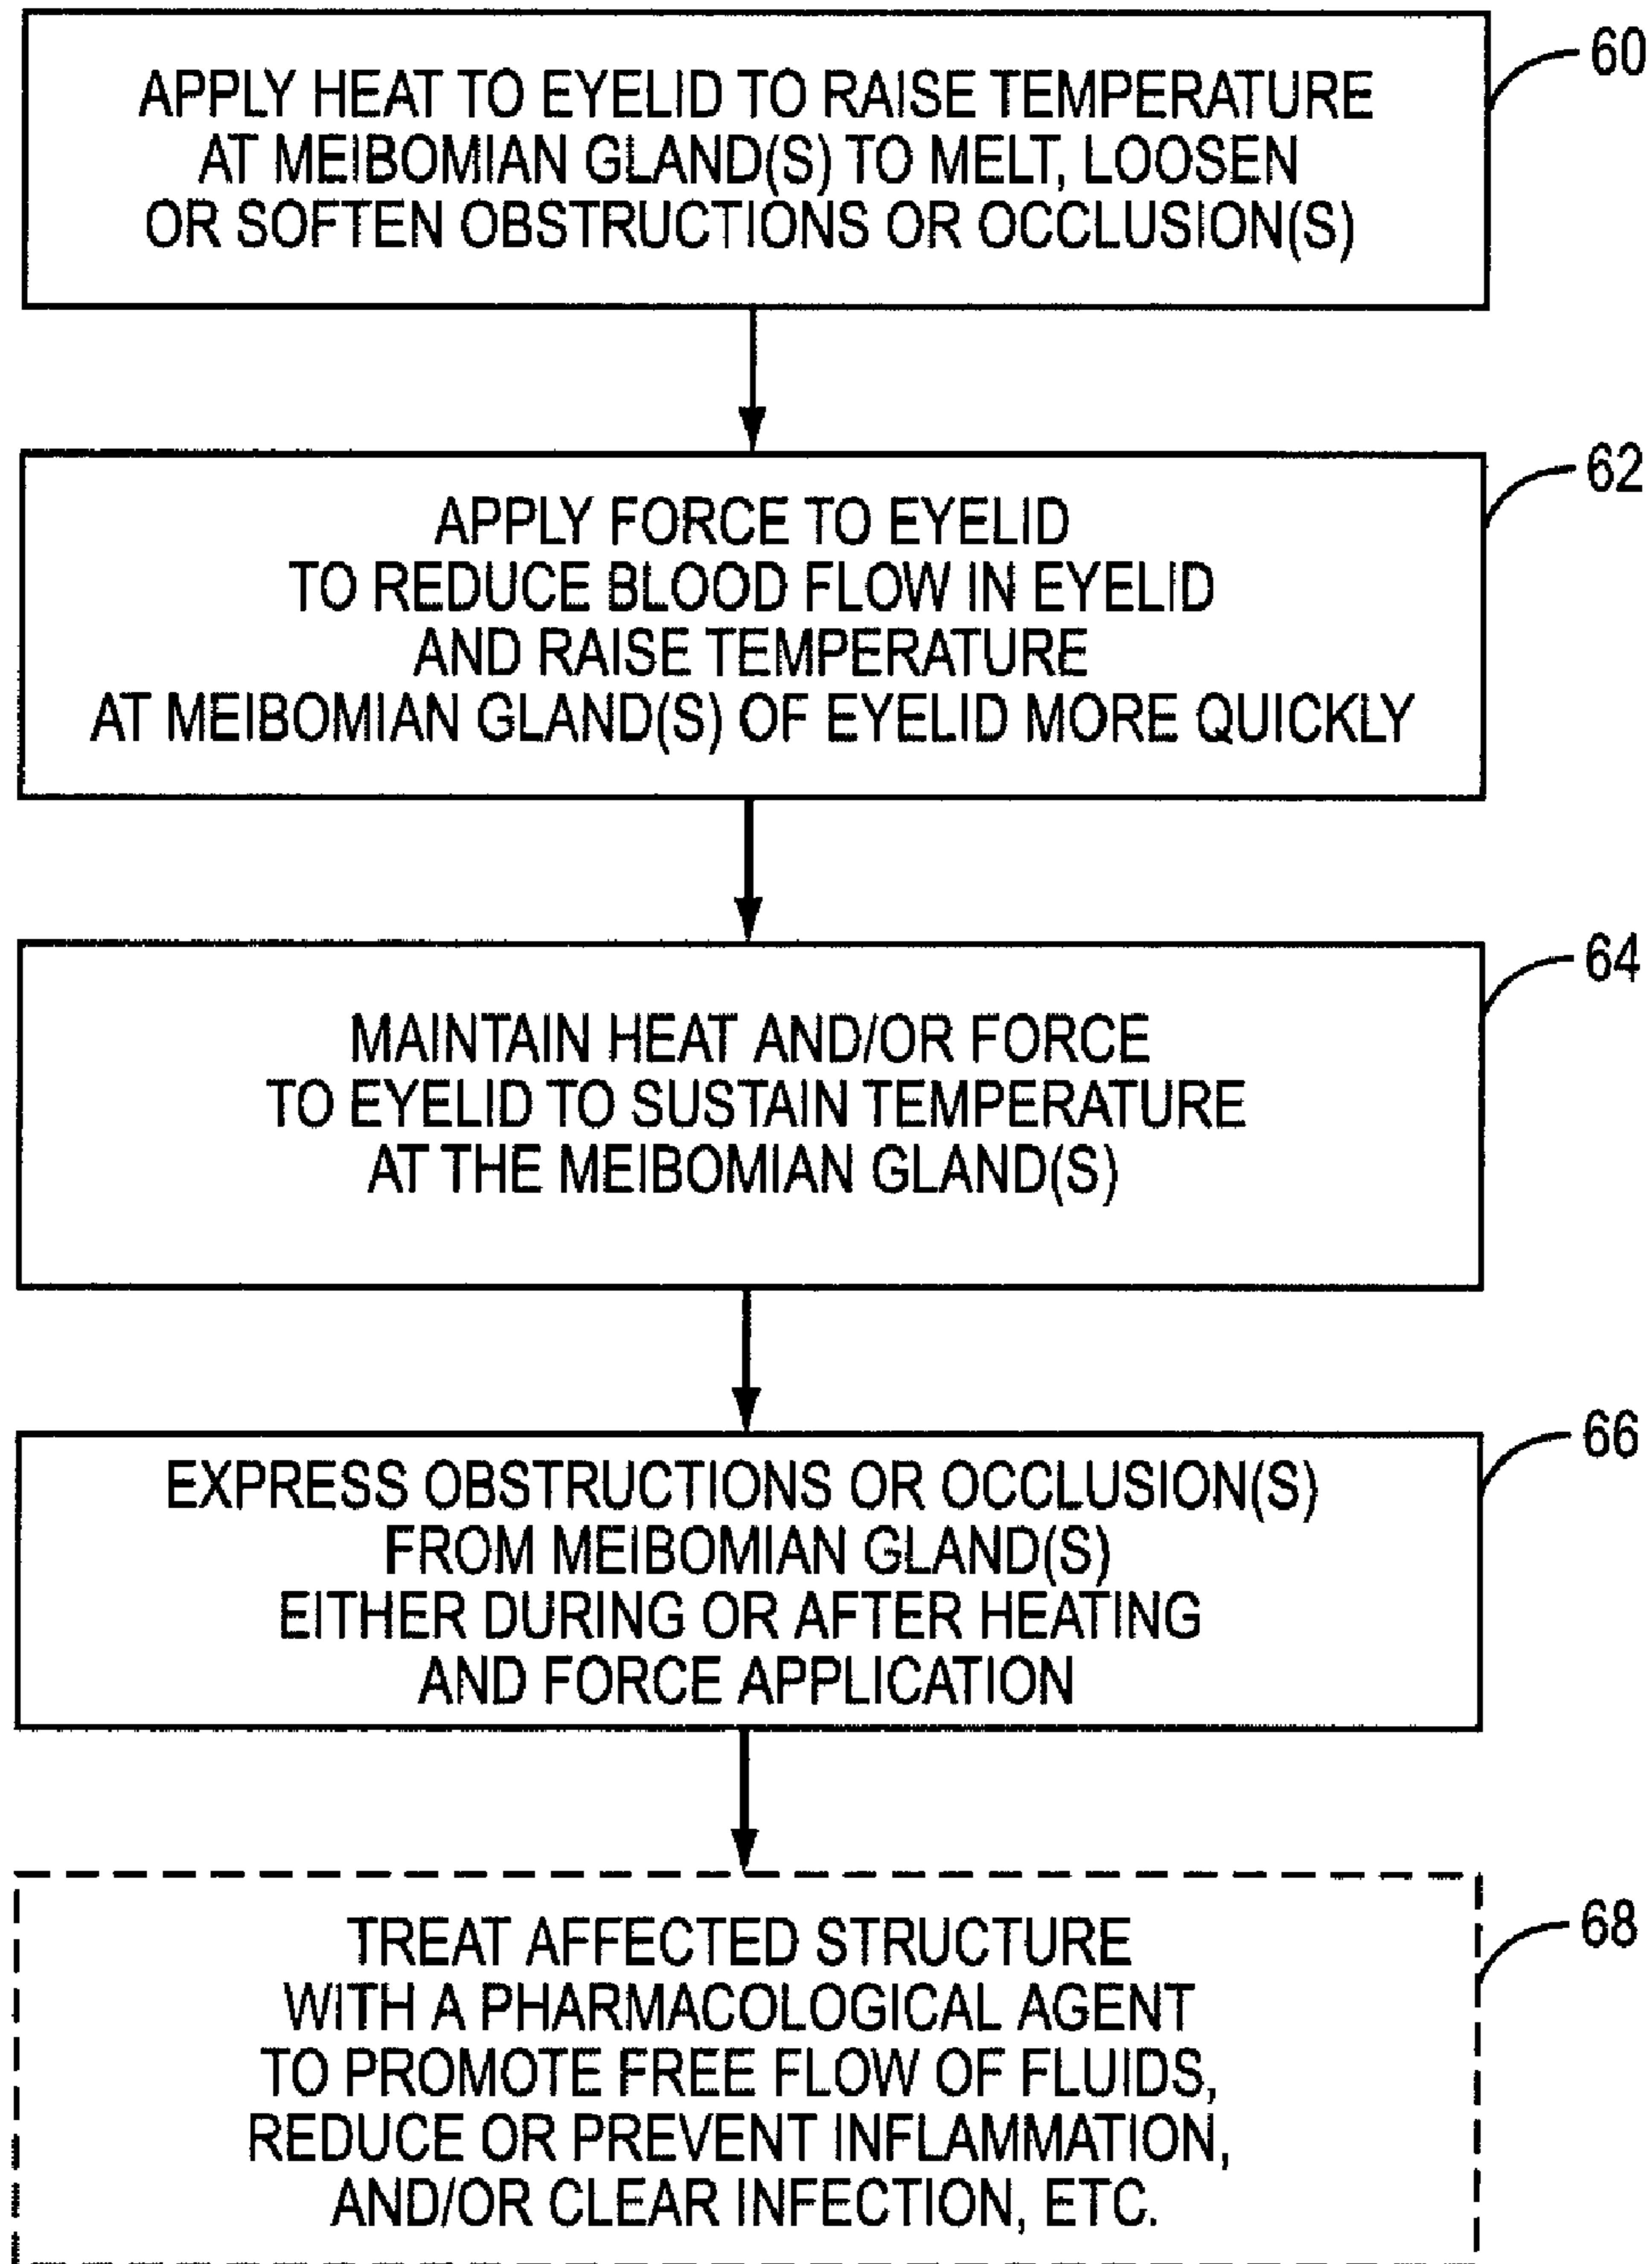 60
APPLY HEAT TO EYELID TO RAISE TEMPERATURE
AT MEIBOMIAN GLAND(S) TO MELT, LOOSEN
OR SOFTEN OBSTRUCTIONS OR OCCLUSION(S)
62
APPLY FORCE TO EYELID
TO REDUCE BLOOD FLOW IN EYELID
AND RAISE TEMPERATURE
AT MEIBOMIAN GLAND(S) OF EYELID MORE QUICKLY
64
MAINTAIN HEAT AND/OR FORCE
TO EYELID TO SUSTAIN TEMPERATURE
AT THE MEIBOMIAN GLAND(S)
66
EXPRESS OBSTRUCTIONS OR OCCLUSION(S)
FROM MEIBOMIAN GLAND(S)
EITHER DURING OR AFTER HEATING
AND FORCE APPLICATION
68
TREAT AFFECTED STRUCTURE
WITH A PHARMACOLOGICAL AGENT
TO PROMOTE FREE FLOW OF FLUIDS,
REDUCE OR PREVENT INFLAMMATION,
AND/OR CLEAR INFECTION, ETC.